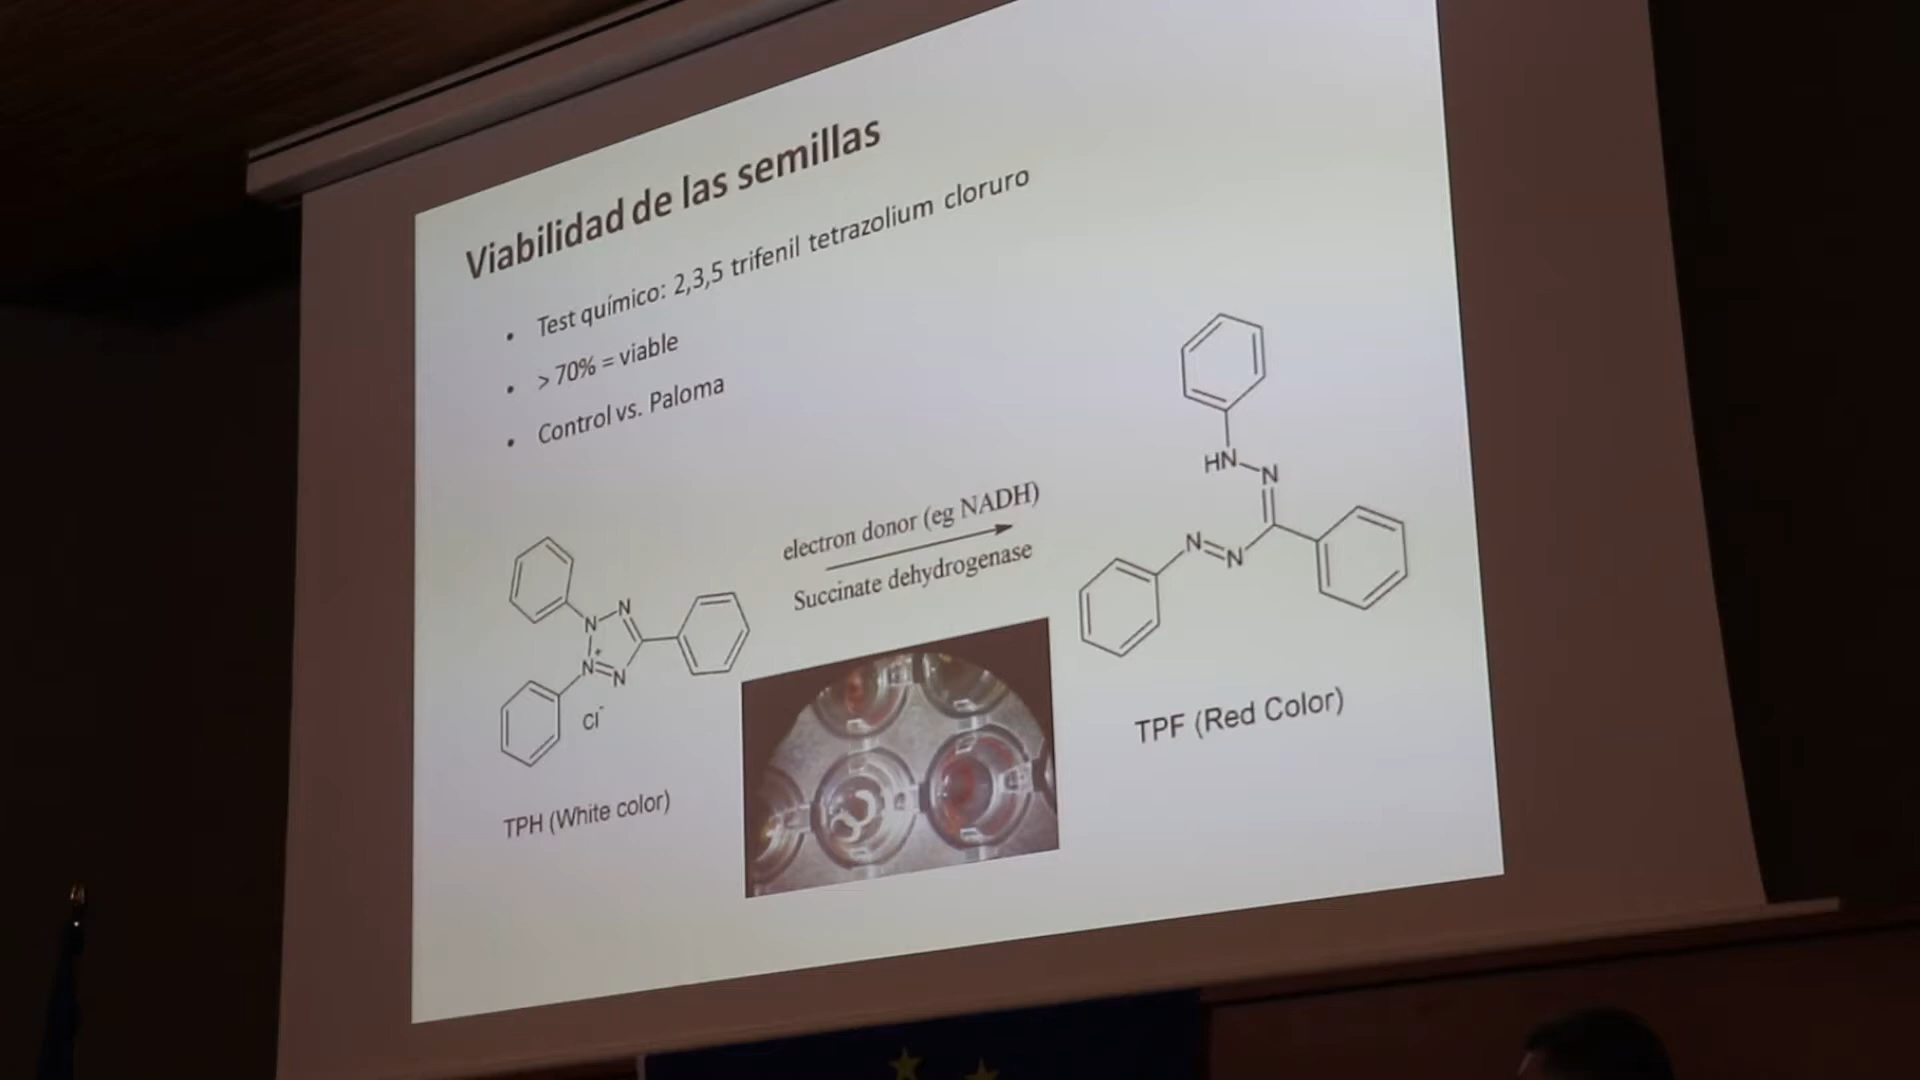 Viabilidad de las semillas
• Test químico: 2,3,5 trifenil tetrazolium cloruro
• > 70% = viable
• Control vs. Paloma
electron donor (eg NADH)
Succinate dehydrogenase
N
N
N
+
N
Cl-
TPH (White color)
HN
N
N
N
TPF (Red Color)